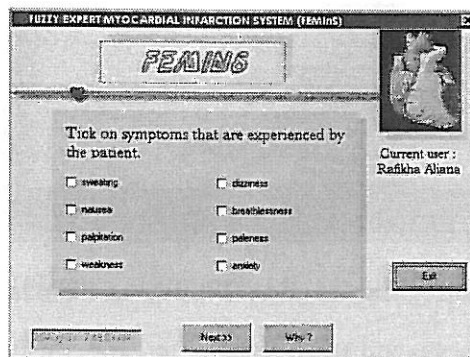 FUZZY EXPERT MYOCARDIAL INFARCTION SYSTEM (FEMInS)
FEMINS
Tick on symptoms that are experienced by
the patient.
sweating
dizziness
nausea
breathlessness
palpitation
paleness
weakness
anxiety
Current user :
Rafikha Aliana
Exit
Next>>
Why ?